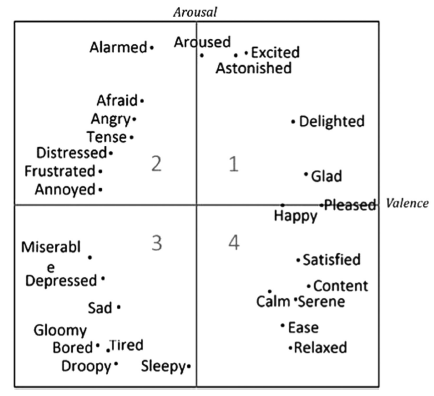 Arousal
Alarmed
Aroused
Excited
Astonished
Afraid
Angry
Tense
Distressed
Frustrated
Annoyed
2
1
Delighted
Glad
Pleased
Valence
Happy
Miserabl
e
Depressed
Sad
Gloomy
Bored
Tired
Droopy
Sleepy
3
4
Satisfied
Content
Calm
Serene
Ease
Relaxed